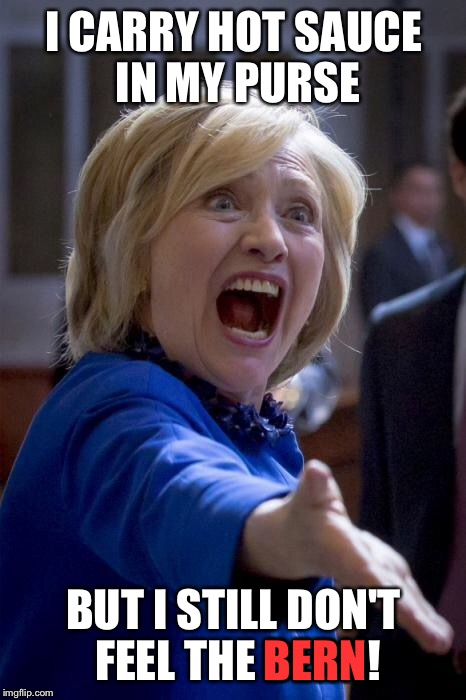 I CARRY HOT SAUCE
IN MY PURSE
BUT I STILL DON'T
FEEL THE BERN!
imgflip.com